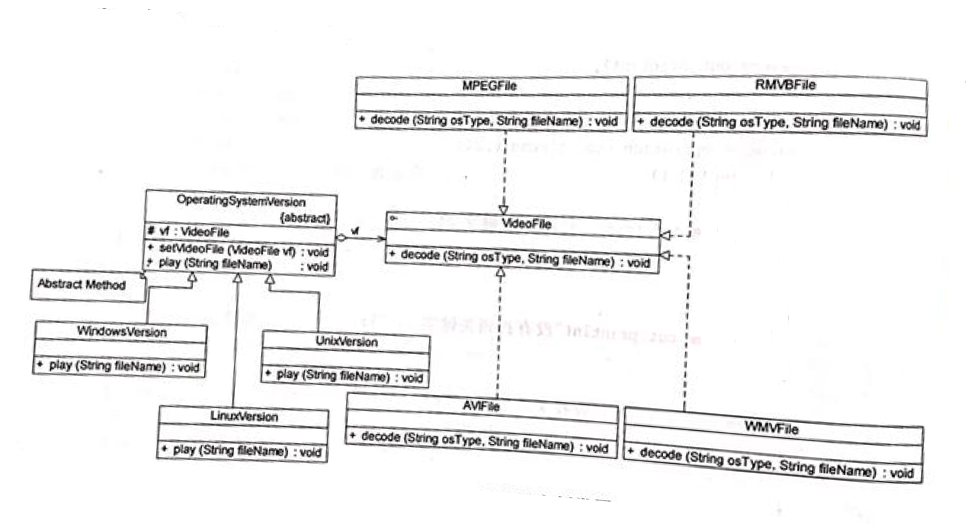 MPEGFile
+ decode (String osType, String fileName) : void
RMVBFile
+ decode (String osType, String fileName) : void
OperatingSystemVersion
{abstract}
# vf : VideoFile
+ setVideoFile (VideoFile vf) : void
+ play (String fileName) : void
vf
VideoFile
+ decode (String osType, String fileName) : void
Abstract Method
WindowsVersion
+ play (String fileName) : void
UnixVersion
+ play (String fileName) : void
LinuxVersion
+ play (String fileName) : void
AVIFile
+ decode (String osType, String fileName) : void
WMVFile
+ decode (String osType, String fileName) : void